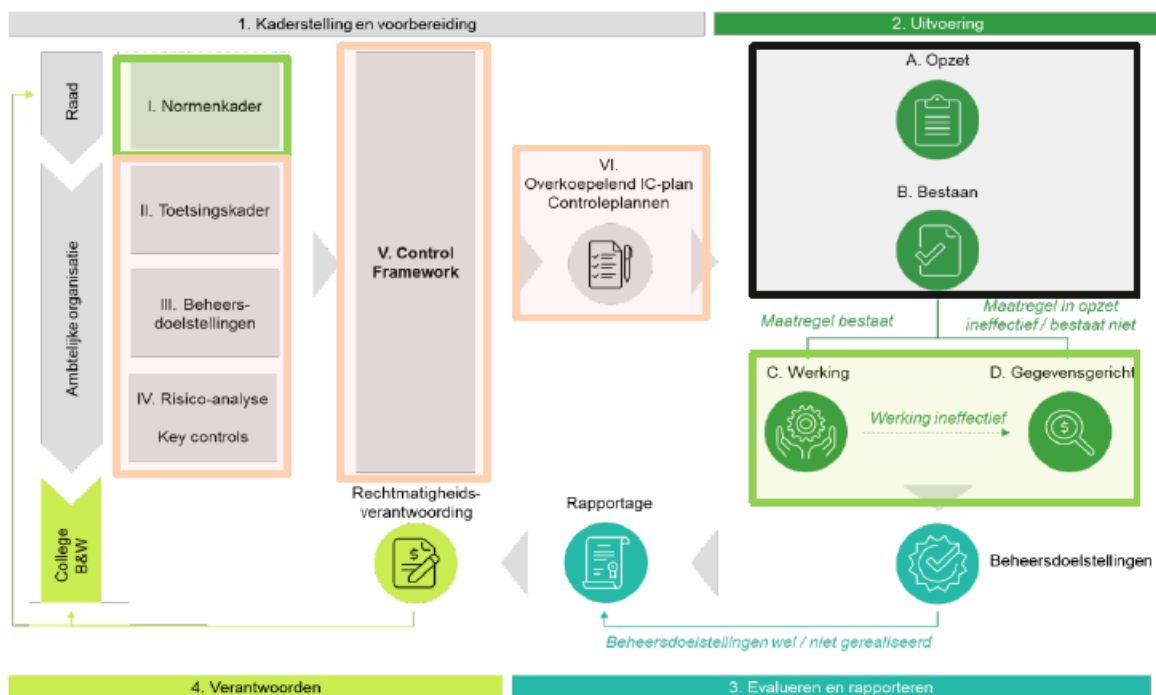 1. Kaderstelling en voorbereiding
2. Uitvoering
Raad
Ambtelijke organisatie
College
B&W
I. Normenkader
II. Toetsingskader
III. Beheers-
doelstellingen
IV. Risico-analyse
Key controls
V. Control
Framework
VI.
Overkoepelend IC-plan
Controleplannen
A. Opzet
B. Bestaan
Maatregel bestaat
Maatregel in opzet
ineffectief / bestaat niet
C. Werking
D. Gegevensgericht
Werking ineffectief
Rechtmatigheids-
verantwoording
Rapportage
Beheersdoelstellingen
Beheersdoelstellingen wel / niet gerealiseerd
4. Verantwoorden
3. Evalueren en rapporteren